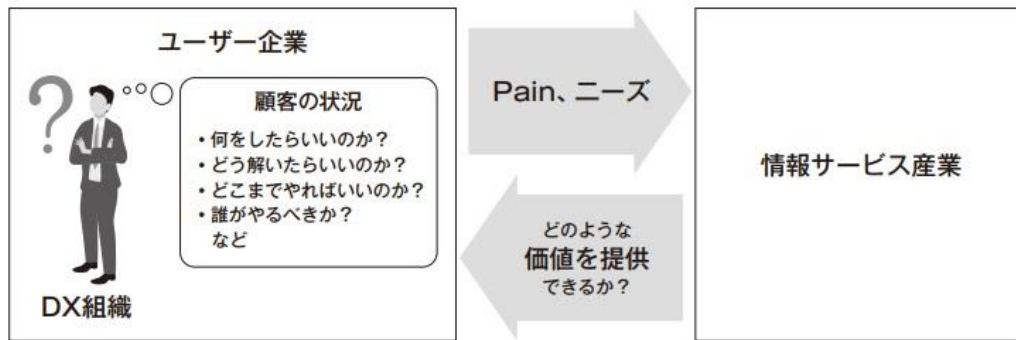 ユーザー企業
?
顧客の状況
・何をしたらいいのか？
・どう解いたらいいのか？
・どこまでやればいいのか？
・誰がやるべきか？
など
DX組織
Pain、ニーズ
どのような
価値を提供
できるか？
情報サービス産業